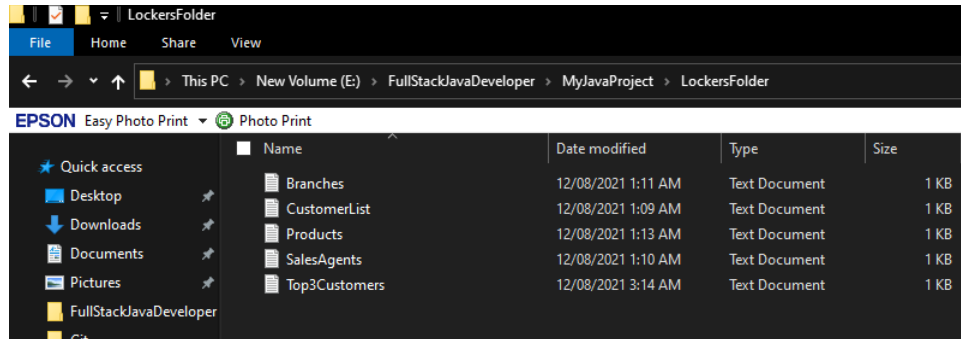 LockersFolder
File Home Share View
This PC > New Volume (E:) > FullStackJavaDeveloper > MyJavaProject > LockersFolder
EPSON Easy Photo Print Photo Print
Name Date modified Type Size
Quick access
Desktop
Downloads
Documents
Pictures
FullStackJavaDeveloper
Branches 12/08/2021 1:11 AM Text Document 1 KB
CustomerList 12/08/2021 1:09 AM Text Document 1 KB
Products 12/08/2021 1:13 AM Text Document 1 KB
SalesAgents 12/08/2021 1:10 AM Text Document 1 KB
Top3Customers 12/08/2021 3:14 AM Text Document 1 KB